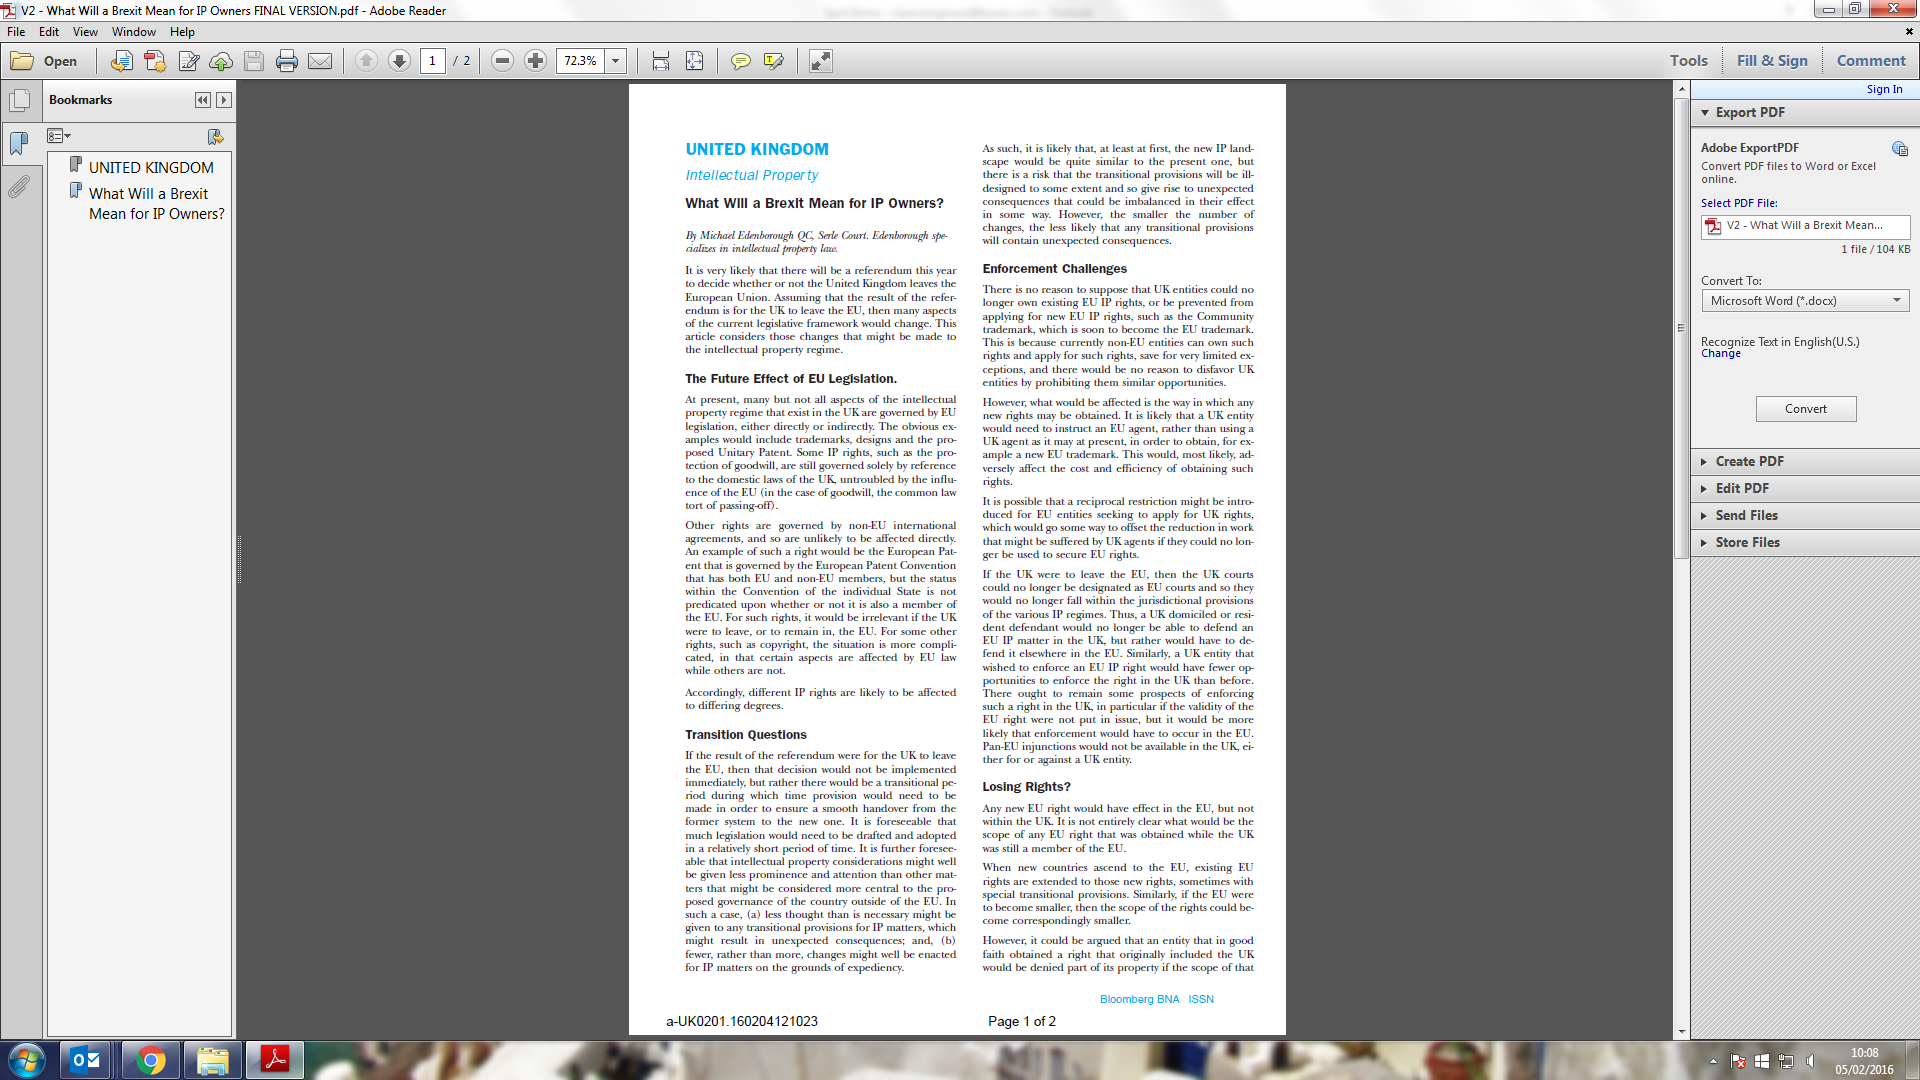 V2 - What Will a Brexit Mean for IP Owners FINAL VERSION.pdf - Adobe Reader
File Edit View Window Help
Open 1 / 2 72.3% Tools Fill & Sign Comment
Bookmarks
UNITED KINGDOM
What Will a Brexit
Mean for IP Owners?
UNITED KINGDOM
Intellectual Property
What Will a Brexit Mean for IP Owners?
By Michael Edenborough QC, Serle Court. Edenborough spe-
cializes in intellectual property law.
It is very likely that there will be a referendum this year
to decide whether or not the United Kingdom leaves the
European Union. Assuming that the result of the refer-
endum is for the UK to leave the EU, then many aspects
of the current legislative framework would change. This
article considers those changes that might be made to
the intellectual property regime.
The Future Effect of EU Legislation.
At present, many but not all aspects of the intellectual
property regime that exist in the UK are governed by EU
legislation, either directly or indirectly. The obvious ex-
amples would include trademarks, designs and the pro-
posed Unitary Patent. Some IP rights, such as the pro-
tection of goodwill, are still governed solely by reference
to the domestic laws of the UK, untroubled by the influ-
ence of the EU (in the case of goodwill, the common law
tort of passing-off).
Other rights are governed by non-EU international
agreements, and so are unlikely to be affected directly.
An example of such a right would be the European Pat-
ent that is governed by the European Patent Convention
that has both EU and non-EU members, but the status
within the Convention of the individual State is not
predicated upon whether or not it is also a member of
the EU. For such rights, it would be irrelevant if the UK
were to leave, or to remain in, the EU. For some other
rights, such as copyright, the situation is more compli-
cated, in that certain aspects are affected by EU law
while others are not.
Accordingly, different IP rights are likely to be affected
to differing degrees.
Transition Questions
If the result of the referendum were for the UK to leave
the EU, then that decision would not be implemented
immediately, but rather there would be a transitional pe-
riod during which time provision would need to be
made in order to ensure a smooth handover from the
former system to the new one. It is foreseeable that
much legislation would need to be drafted and adopted
in a relatively short period of time. It is further foresee-
able that intellectual property considerations might well
be given less prominence and attention than other mat-
ters that might be considered more central to the pro-
posed governance of the country outside of the EU. In
such a case, (a) less thought than is necessary might be
given to any transitional provisions for IP matters, which
might result in unexpected consequences; and, (b)
fewer, rather than more, changes might well be enacted
for IP matters on the grounds of expediency.
As such, it is likely that, at least at first, the new IP land-
scape would be quite similar to the present one, but
there is a risk that the transitional provisions will be ill-
designed to some extent and so give rise to unexpected
consequences that could be imbalanced in their effect
in some way. However, the smaller the number of
changes, the less likely that any transitional provisions
will contain unexpected consequences.
Enforcement Challenges
There is no reason to suppose that UK entities could no
longer own existing EU IP rights, or be prevented from
applying for new EU IP rights, such as the Community
trademark, which is soon to become the EU trademark.
This is because currently non-EU entities can own such
rights and apply for such rights, save for very limited ex-
ceptions, and there would be no reason to disfavor UK
entities by prohibiting them similar opportunities.
However, what would be affected is the way in which any
new rights may be obtained. It is likely that a UK entity
would need to instruct an EU agent, rather than using a
UK agent as it may at present, in order to obtain, for ex-
ample a new EU trademark. This would, most likely, ad-
versely affect the cost and efficiency of obtaining such
rights.
It is possible that a reciprocal restriction might be intro-
duced for EU entities seeking to apply for UK rights,
which would go some way to offset the reduction in work
that might be suffered by UK agents if they could no lon-
ger be used to secure EU rights.
If the UK were to leave the EU, then the UK courts
could no longer be designated as EU courts and so they
would no longer fall within the jurisdictional provisions
of the various IP regimes. Thus, a UK domiciled or resi-
dent defendant would no longer be able to defend an
EU IP matter in the UK, but rather would have to de-
fend it elsewhere in the EU. Similarly, a UK entity that
wished to enforce an EU IP right would have fewer op-
portunities to enforce the right in the UK than before.
There ought to remain some prospects of enforcing
such a right in the UK, in particular if the validity of the
EU right were not put in issue, but it would be more
likely that enforcement would have to occur in the EU.
Pan-EU injunctions would not be available in the UK, ei-
ther for or against a UK entity.
Losing Rights?
Any new EU right would have effect in the EU, but not
within the UK. It is not entirely clear what would be the
scope of any EU right that was obtained while the UK
was still a member of the EU.
When new countries ascend to the EU, existing EU
rights are extended to those new rights, sometimes with
special transitional provisions. Similarly, if the EU were
to become smaller, then the scope of the rights could be-
come correspondingly smaller.
However, it could be argued that an entity that in good
faith obtained a right that originally included the UK
would be denied part of its property if the scope of that
Bloomberg BNA ISSN
a-UK0201.160204121023 Page 1 of 2
Sign In
Export PDF
Adobe ExportPDF
Convert PDF files to Word or Excel
online.
Select PDF File:
V2 - What Will a Brexit Mean...
1 file / 104 KB
Convert To:
Microsoft Word (*.docx)
Recognize Text in English(U.S.)
Change
Convert
Create PDF
Edit PDF
Send Files
Store Files
10:08
05/02/2016